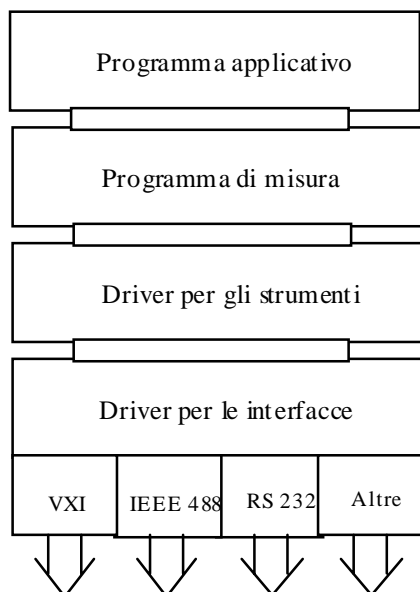 Programma applicativo
Programma di misura
Driver per gli strumenti
Driver per le interfacce
VXI
IEEE 488
RS 232
Altre